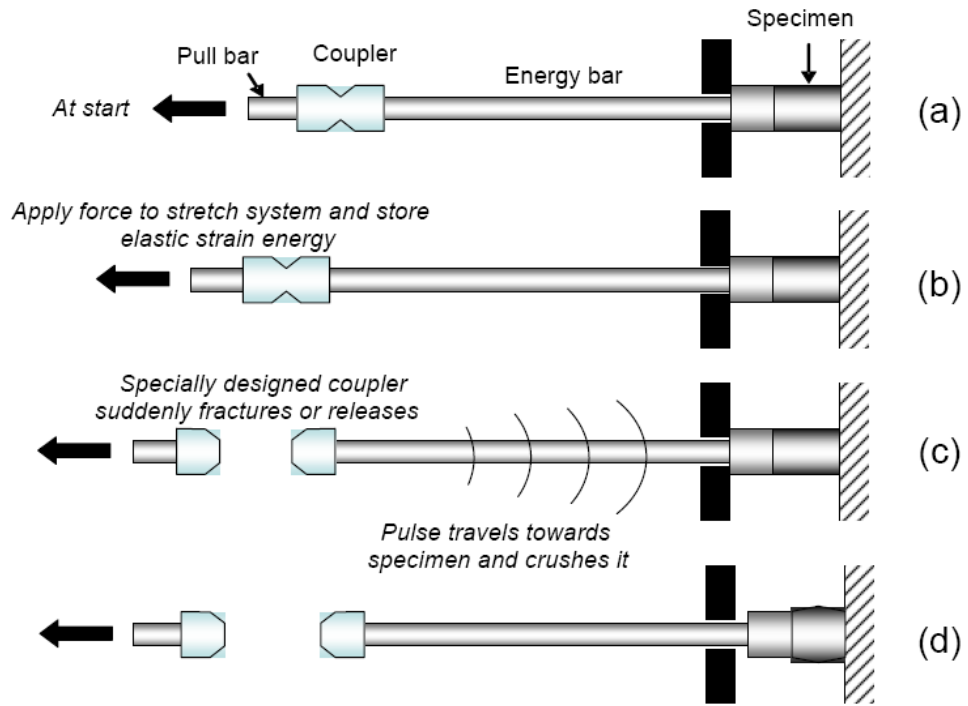 Specimen
Pull bar
Coupler
Energy bar
At start
(a)
Apply force to stretch system and store
elastic strain energy
(b)
Specially designed coupler
suddenly fractures or releases
(c)
Pulse travels towards
specimen and crushes it
(d)